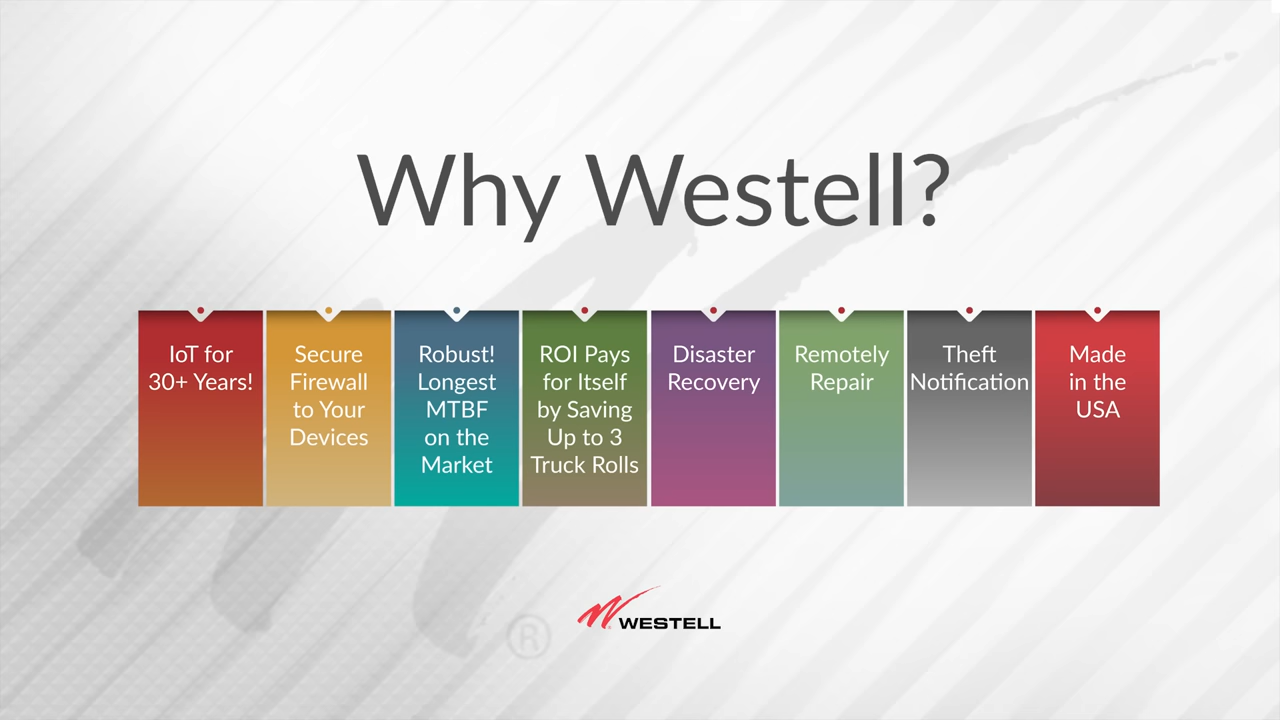 Why Westell?
IoT for
30+ Years!
Secure
Firewall
to Your
Devices
Robust!
Longest
MTBF
on the
Market
ROI Pays
for Itself
by Saving
Up to 3
Truck Rolls
Disaster
Recovery
Remotely
Repair
Theft
Notification
Made
in the
USA
®
WESTELL